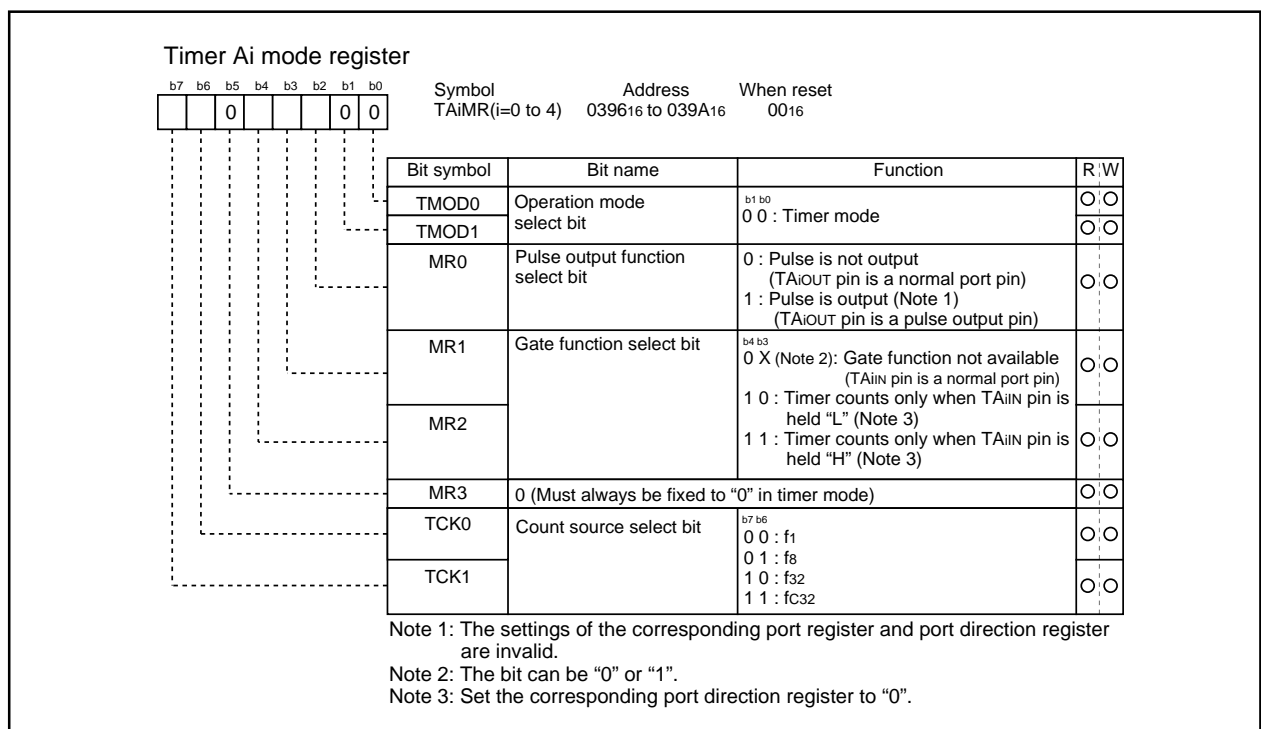 Timer Ai mode register
b7 b6 b5 b4 b3 b2 b1 b0
0 0 0
Symbol Address When reset
TAiMR(i=0 to 4) 039616 to 039A16 0016
Bit symbol Bit name Function R W
TMOD0 Operation mode select bit b1 b0
TMOD1 0 0 : Timer mode
MR0 Pulse output function select bit 0 : Pulse is not output
(TAiOUT pin is a normal port pin)
1 : Pulse is output (Note 1)
(TAiOUT pin is a pulse output pin)
MR1 Gate function select bit b4 b3
0 X (Note 2): Gate function not available
(TAiIN pin is a normal port pin)
1 0 : Timer counts only when TAiIN pin is
MR2 held “L” (Note 3)
1 1 : Timer counts only when TAiIN pin is
held “H” (Note 3)
MR3 0 (Must always be fixed to “0” in timer mode)
TCK0 Count source select bit b7 b6
0 0 : f1
0 1 : f8
TCK1 1 0 : f32
1 1 : fC32
Note 1: The settings of the corresponding port register and port direction register
are invalid.
Note 2: The bit can be “0” or “1”.
Note 3: Set the corresponding port direction register to “0”.